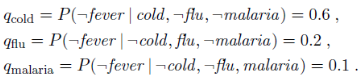 q_cold = P(¬fever | cold, ¬flu, ¬malaria) = 0.6 ,
q_flu = P(¬fever | ¬cold, flu, ¬malaria) = 0.2 ,
q_malaria = P(¬fever | ¬cold, ¬flu, malaria) = 0.1 .